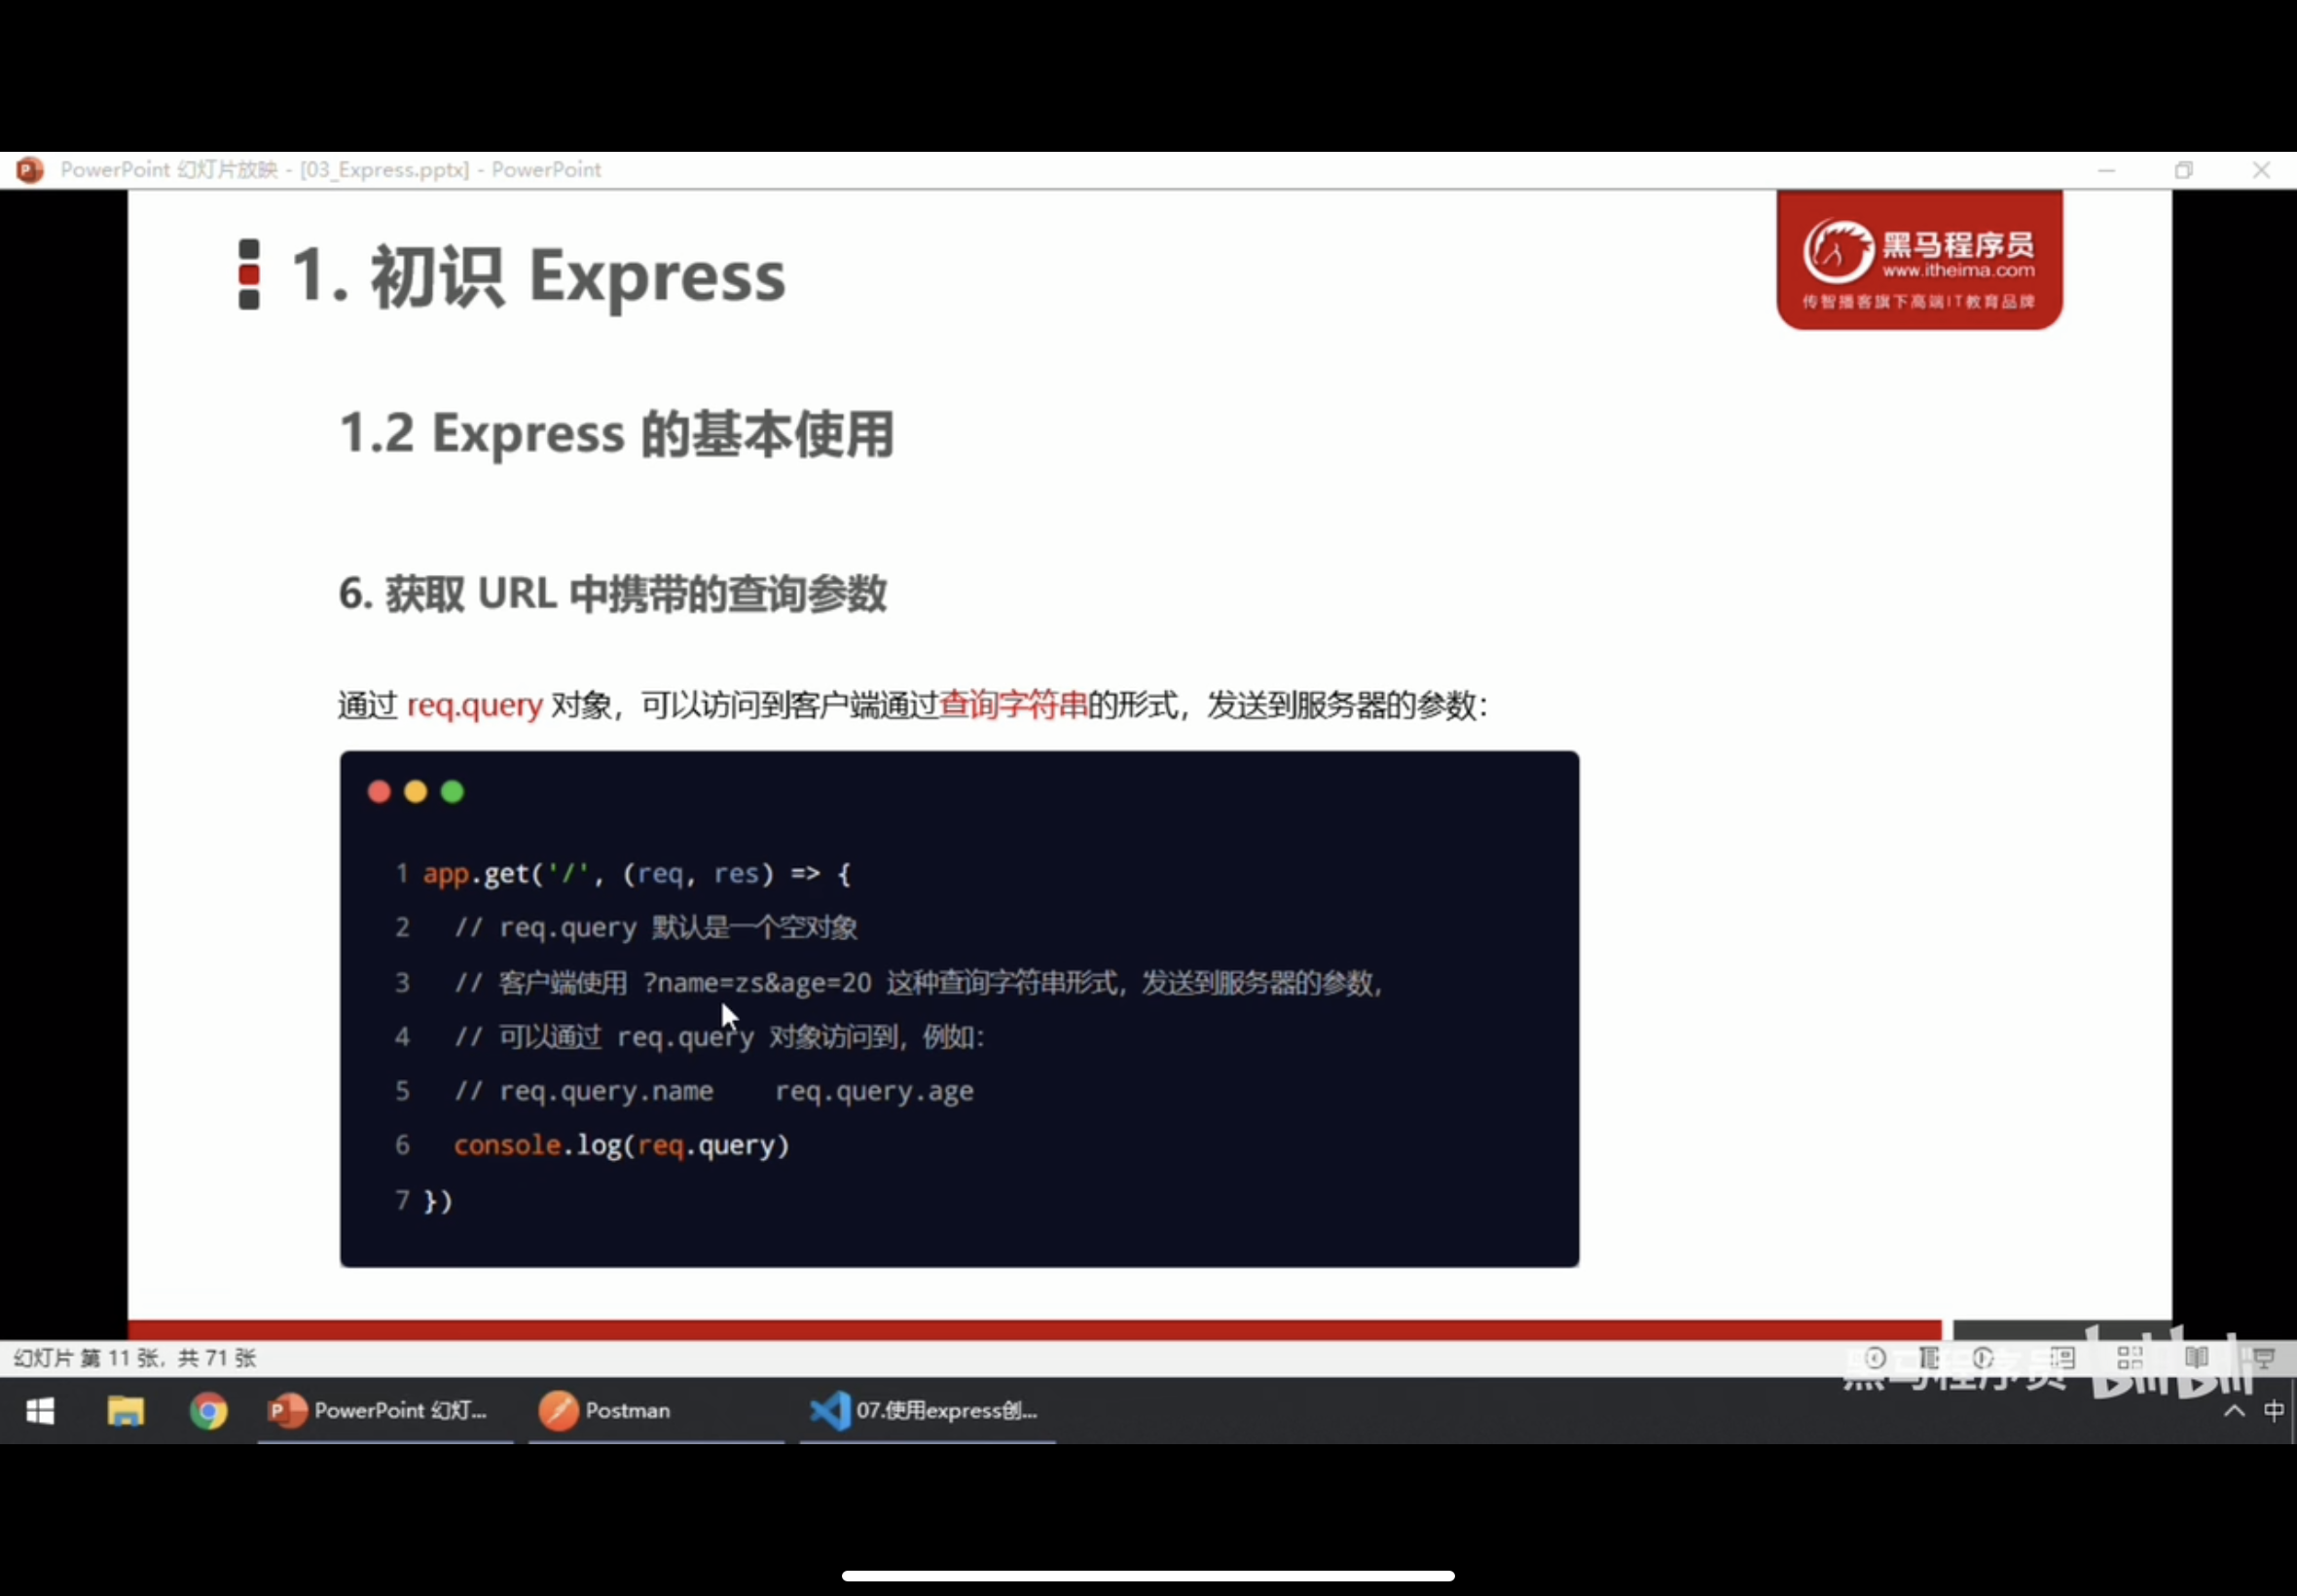 PowerPoint 幻灯片放映 - [03_Express.pptx] - PowerPoint
1. 初识 Express
黑马程序员
www.itheima.com
传智播客旗下高端IT教育品牌
1.2 Express 的基本使用
6. 获取 URL 中携带的查询参数
通过 req.query 对象，可以访问到客户端通过查询字符串的形式，发送到服务器的参数：
1 app.get('/', (req, res) => {
2 // req.query 默认是一个空对象
3 // 客户端使用 ?name=zs&age=20 这种查询字符串形式，发送到服务器的参数，
4 // 可以通过 req.query 对象访问到，例如：
5 // req.query.name    req.query.age
6 console.log(req.query)
7 })
幻灯片 第 11 张，共 71 张
黑马程序员 bilibili
PowerPoint 幻灯...
Postman
07.使用express创...
中